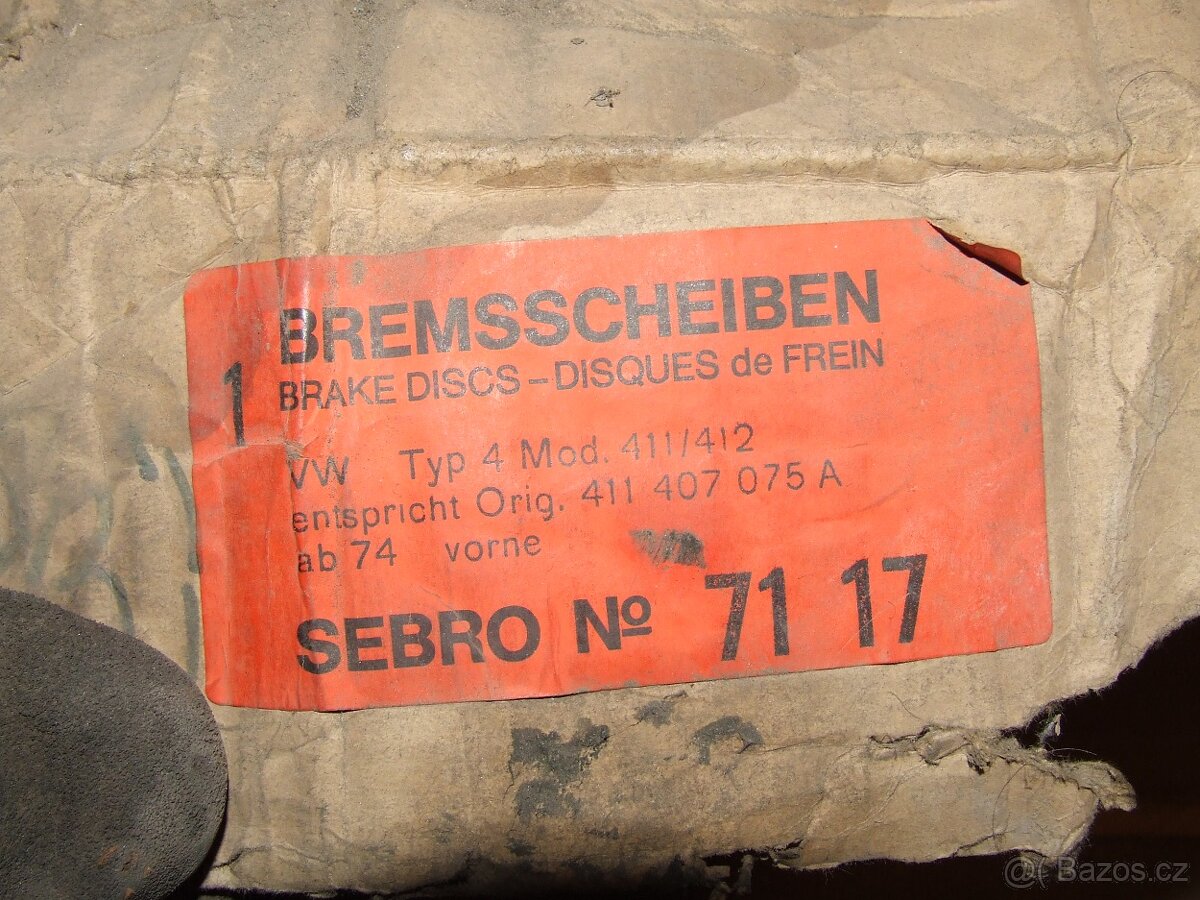 1 BREMSSCHEIBEN
BRAKE DISCS – DISQUES de FREIN
VW Typ 4 Mod. 411/412
entspricht Orig. 411 407 075 A
ab 74 vorne
SEBRO Nº 71 17
@( Bazos.cz